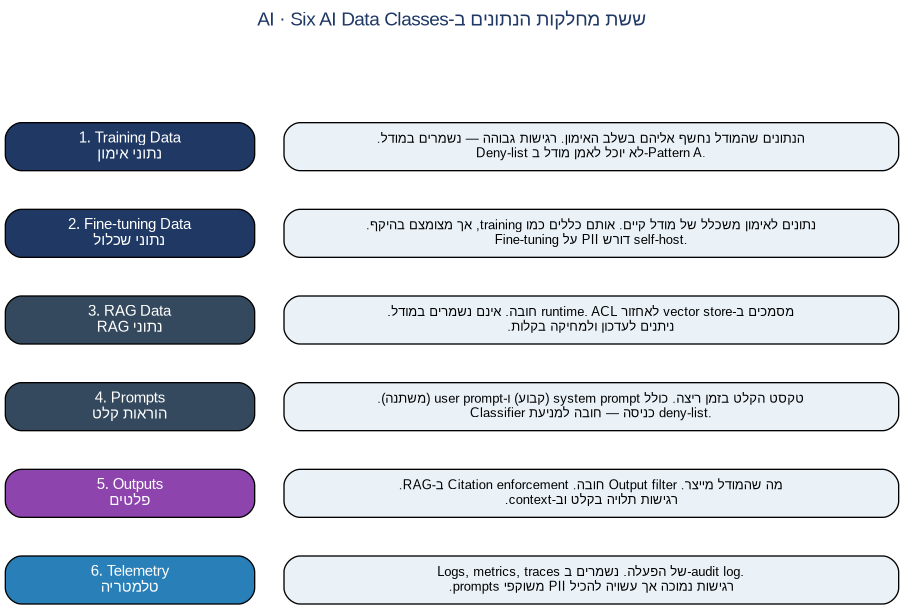 ששת מחלקות הנתונים ב-AI · Six AI Data Classes
1. Training Data
נתוני אימון
הנתונים שהמודל נחשף אליהם בשלב האימון. רגישות גבוהה — נשמרים במודל.
Deny-list לא יוכל לאמן מודל ב-Pattern A.
2. Fine-tuning Data
נתוני שכלול
נתונים לאימון משכלל של מודל קיים. אותם כללים כמו training, אך מצומצם בהיקף.
Fine-tuning על PII דורש self-host.
3. RAG Data
נתוני RAG
מסמכים ב-vector store לאחזור runtime. ACL חובה. אינם נשמרים במודל.
ניתנים לעדכון ולמחיקה בקלות.
4. Prompts
הוראות קלט
טקסט הקלט בזמן ריצה. כולל system prompt (קבוע) ו-user prompt (משתנה).
Classifier כניסה — חובה למניעת deny-list.
5. Outputs
פלטים
מה שהמודל מייצר. Output filter חובה. Citation enforcement ב-RAG.
רגישות תלויה בקלט וב-context.
6. Telemetry
טלמטריה
Logs, metrics, traces של הפעלה. נשמרים ב-audit log.
רגישות נמוכה אך עשויה להכיל PII משוקפי prompts.